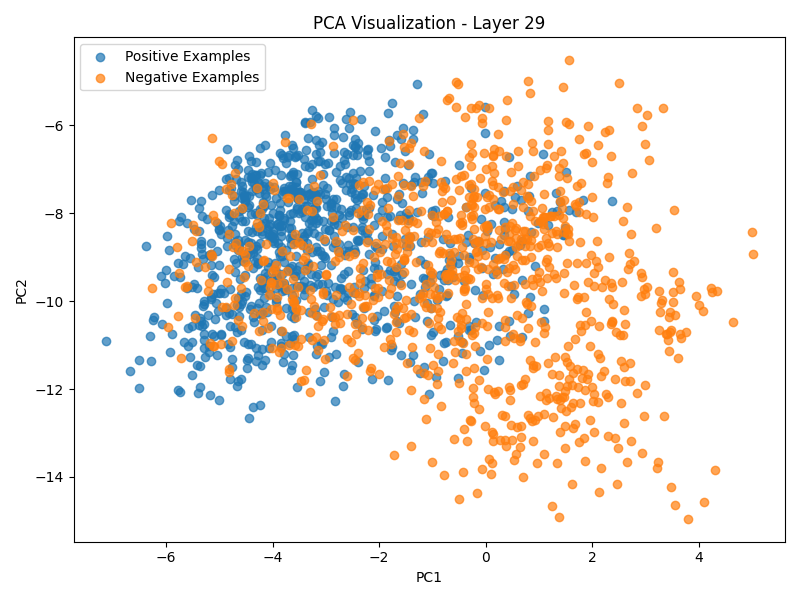 PCA Visualization - Layer 29
Positive Examples
Negative Examples
−6
−8
−10
−12
−14
PC2
−6
−4
−2
0
2
4
PC1